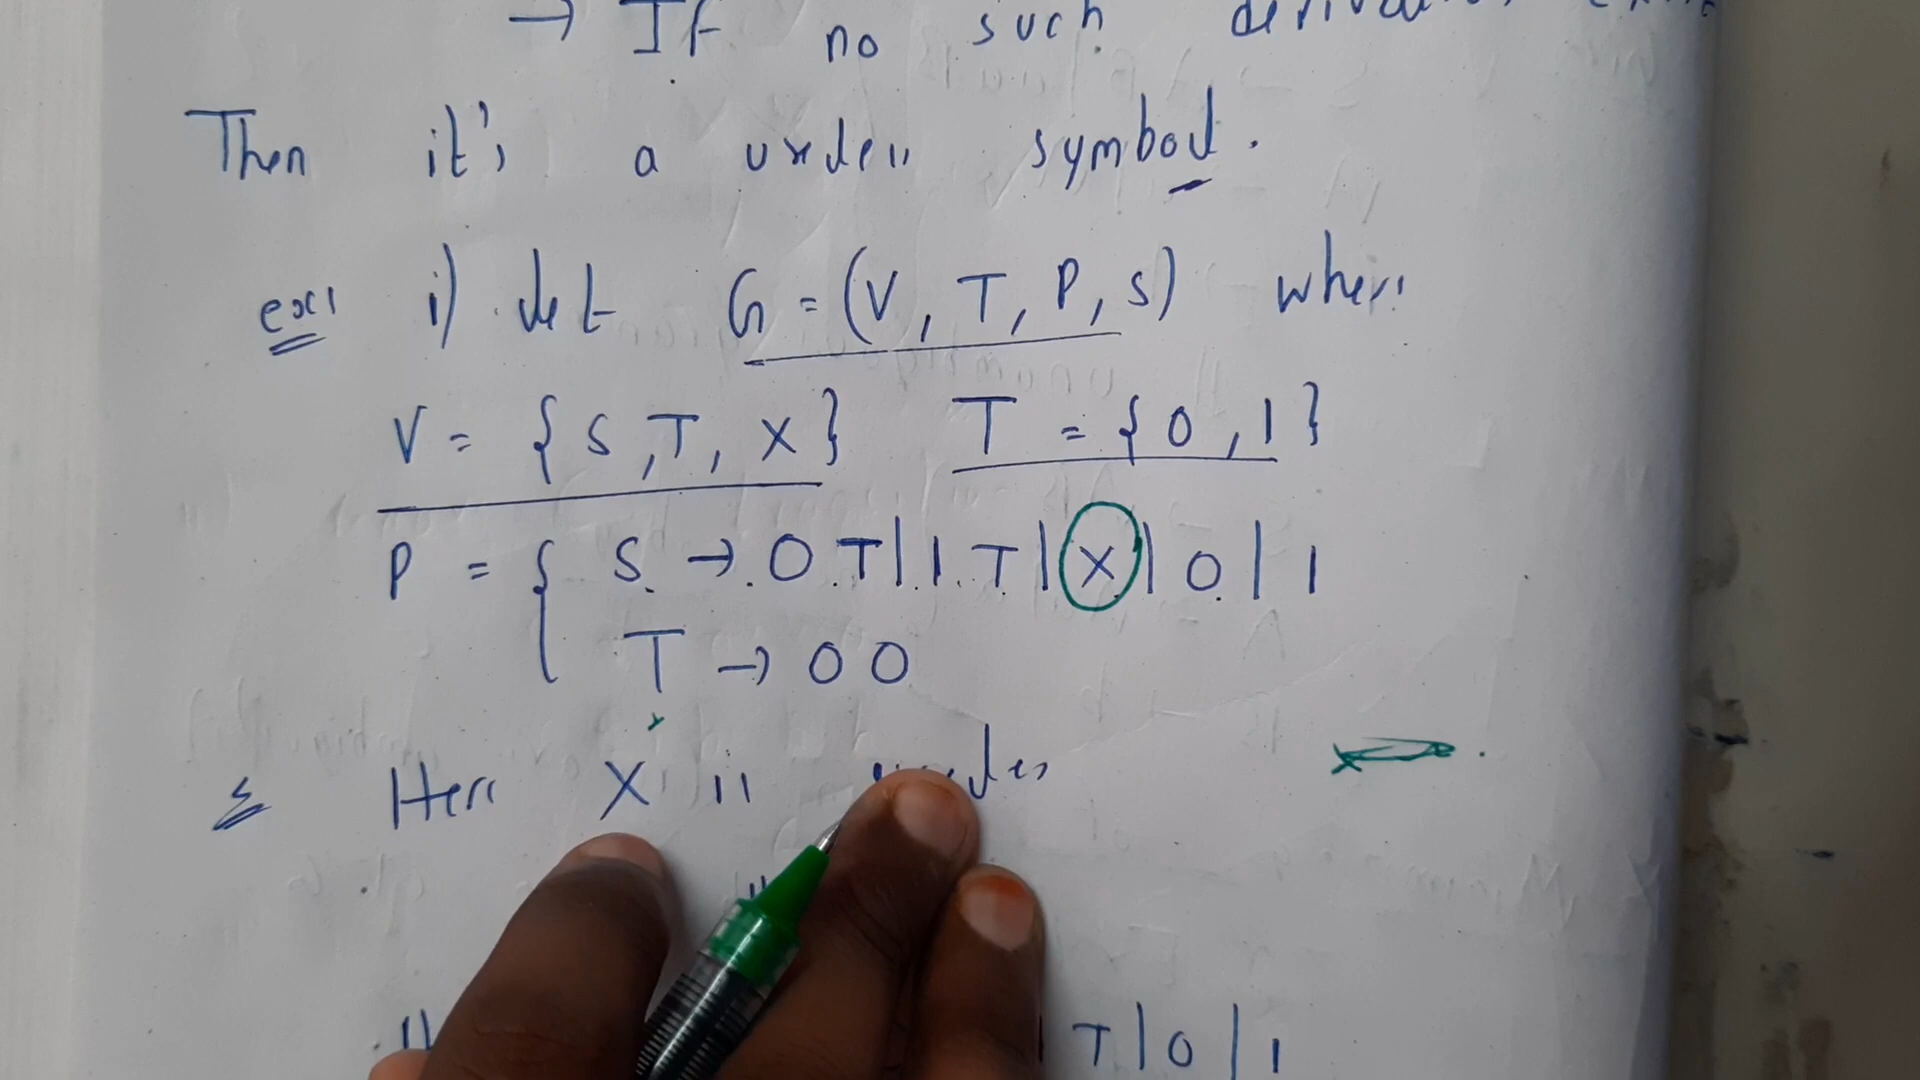 → If no such
Then it's a useless symbol.
ex:1 i) Let G = (V, T, P, S) where
V = {S, T, X} T = {0, 1}
P = { S → 0T | 1T | X | 0 | 1
T → 00
Here X is
T | 0 | 1